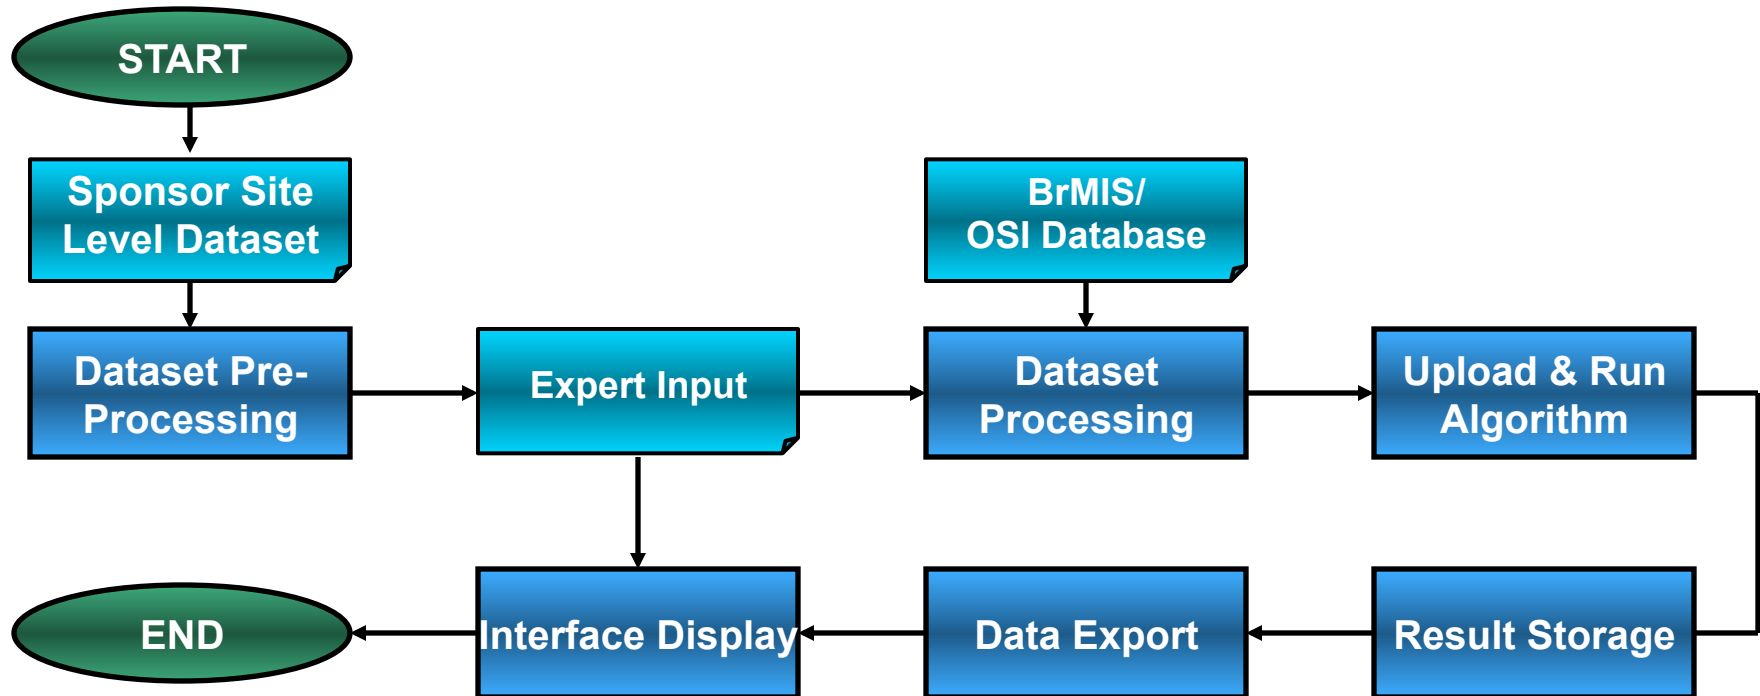 START
Sponsor Site
Level Dataset
BrMIS/
OSI Database
Dataset Pre-
Processing
Expert Input
Dataset
Processing
Upload & Run
Algorithm
END
Interface Display
Data Export
Result Storage